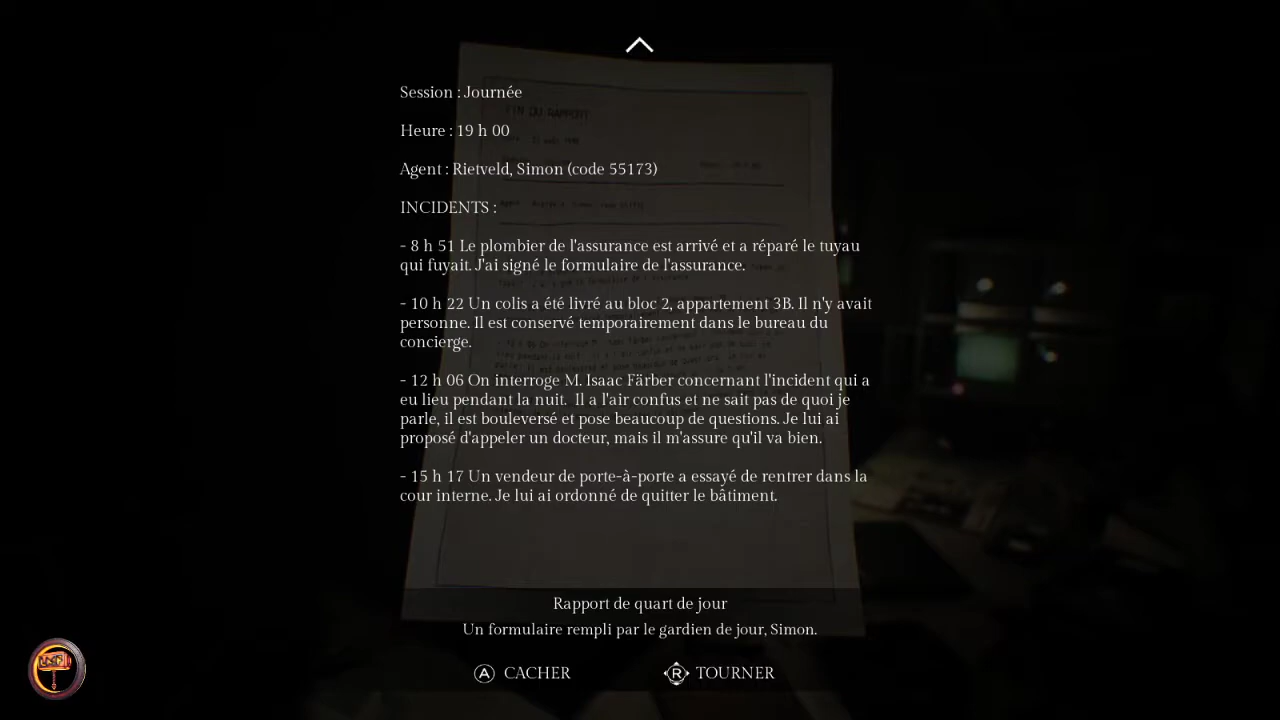 Session : Journée
Heure : 19 h 00
Agent : Rietveld, Simon (code 55173)
INCIDENTS :
- 8 h 51 Le plombier de l'assurance est arrivé et a réparé le tuyau
qui fuyait. J'ai signé le formulaire de l'assurance.
- 10 h 22 Un colis a été livré au bloc 2, appartement 3B. Il n'y avait
personne. Il est conservé temporairement dans le bureau du
concierge.
- 12 h 06 On interroge M. Isaac Färber concernant l'incident qui a
eu lieu pendant la nuit.  Il a l'air confus et ne sait pas de quoi je
parle, il est bouleversé et pose beaucoup de questions. Je lui ai
proposé d'appeler un docteur, mais il m'assure qu'il va bien.
- 15 h 17 Un vendeur de porte-à-porte a essayé de rentrer dans la
cour interne. Je lui ai ordonné de quitter le bâtiment.
Rapport de quart de jour
Un formulaire rempli par le gardien de jour, Simon.
A CACHER
R TOURNER